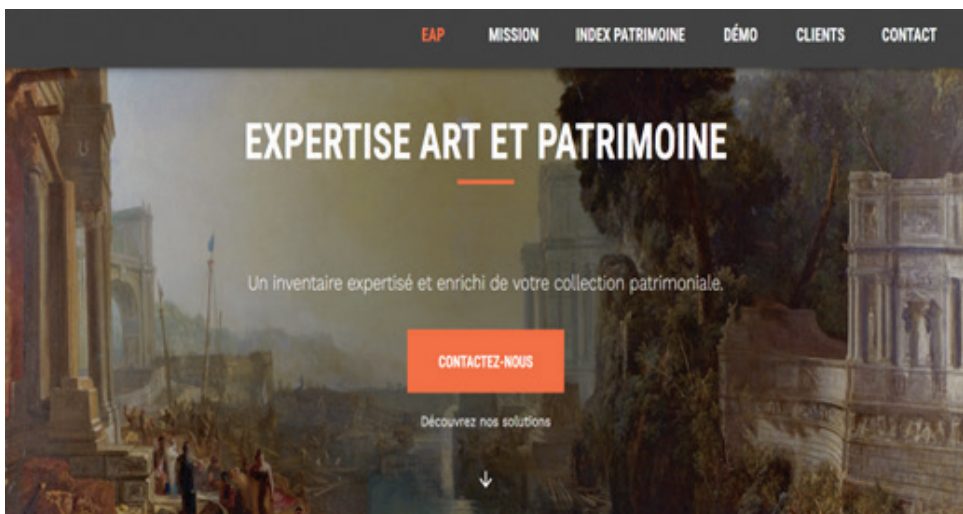 EAP MISSION INDEX PATRIMOINE DÉMO CLIENTS CONTACT
EXPERTISE ART ET PATRIMOINE
Un inventaire expertisé et enrichi de votre collection patrimoniale.
CONTACTEZ-NOUS
Découvrez nos solutions